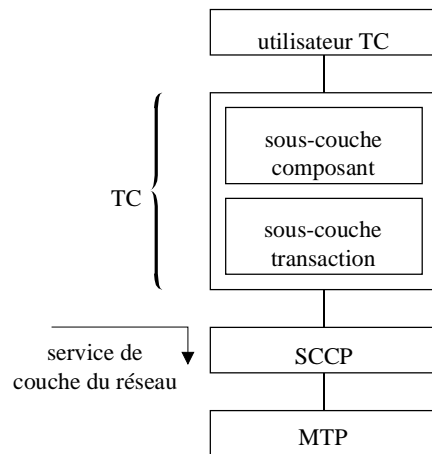 utilisateur TC
sous-couche
composant
TC
sous-couche
transaction
service de
couche du réseau
SCCP
MTP